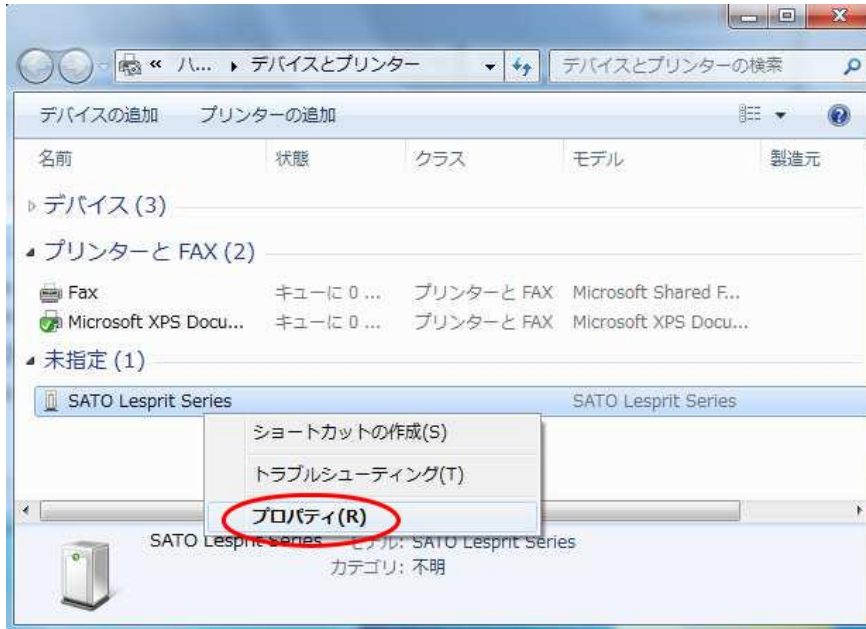 « ハ... ▸ デバイスとプリンター デバイスとプリンターの検索
デバイスの追加 プリンターの追加
名前 状態 クラス モデル 製造元
デバイス (3)
プリンターと FAX (2)
Fax キューに 0 ... プリンターと FAX Microsoft Shared F...
Microsoft XPS Docu... キューに 0 ... プリンターと FAX Microsoft XPS Docu...
未指定 (1)
SATO Lesprit Series SATO Lesprit Series
ショートカットの作成(S)
トラブルシューティング(T)
プロパティ(R)
SATO Lesprit Series モデル: SATO Lesprit Series
カテゴリ: 不明